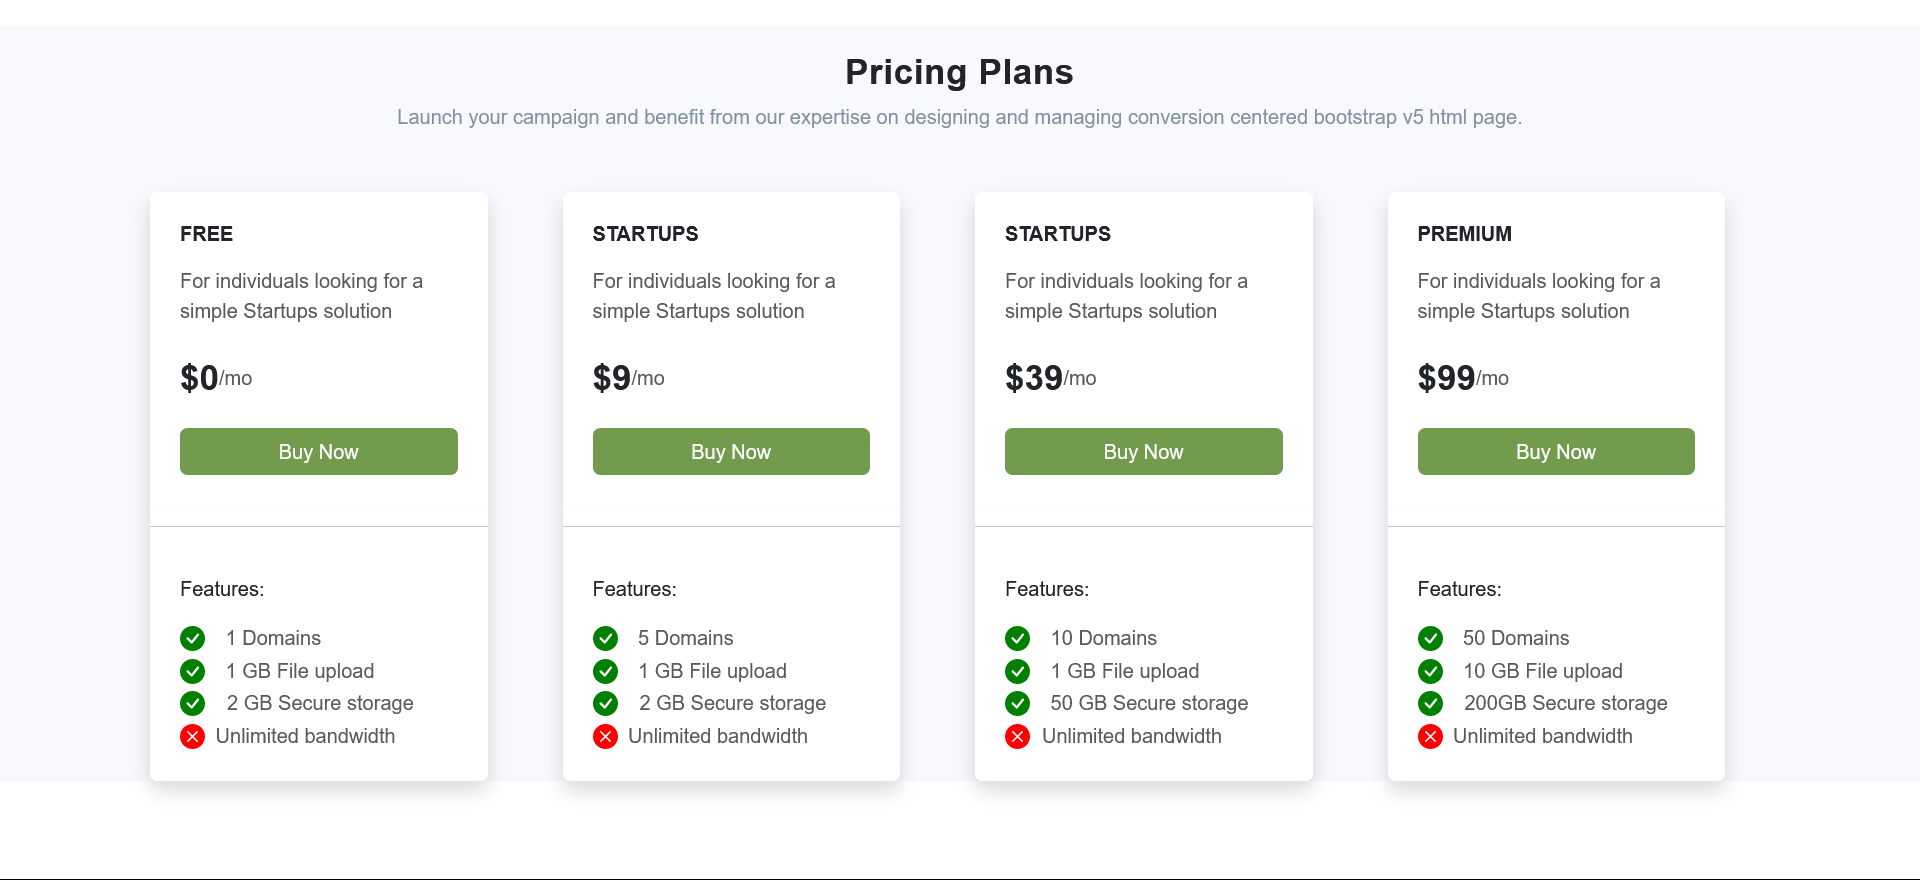 Pricing Plans
Launch your campaign and benefit from our expertise on designing and managing conversion centered bootstrap v5 html page.
FREE
For individuals looking for a
simple Startups solution
$0/mo
Buy Now
Features:
1 Domains
1 GB File upload
2 GB Secure storage
Unlimited bandwidth
STARTUPS
For individuals looking for a
simple Startups solution
$9/mo
Buy Now
Features:
5 Domains
1 GB File upload
2 GB Secure storage
Unlimited bandwidth
STARTUPS
For individuals looking for a
simple Startups solution
$39/mo
Buy Now
Features:
10 Domains
1 GB File upload
50 GB Secure storage
Unlimited bandwidth
PREMIUM
For individuals looking for a
simple Startups solution
$99/mo
Buy Now
Features:
50 Domains
10 GB File upload
200GB Secure storage
Unlimited bandwidth